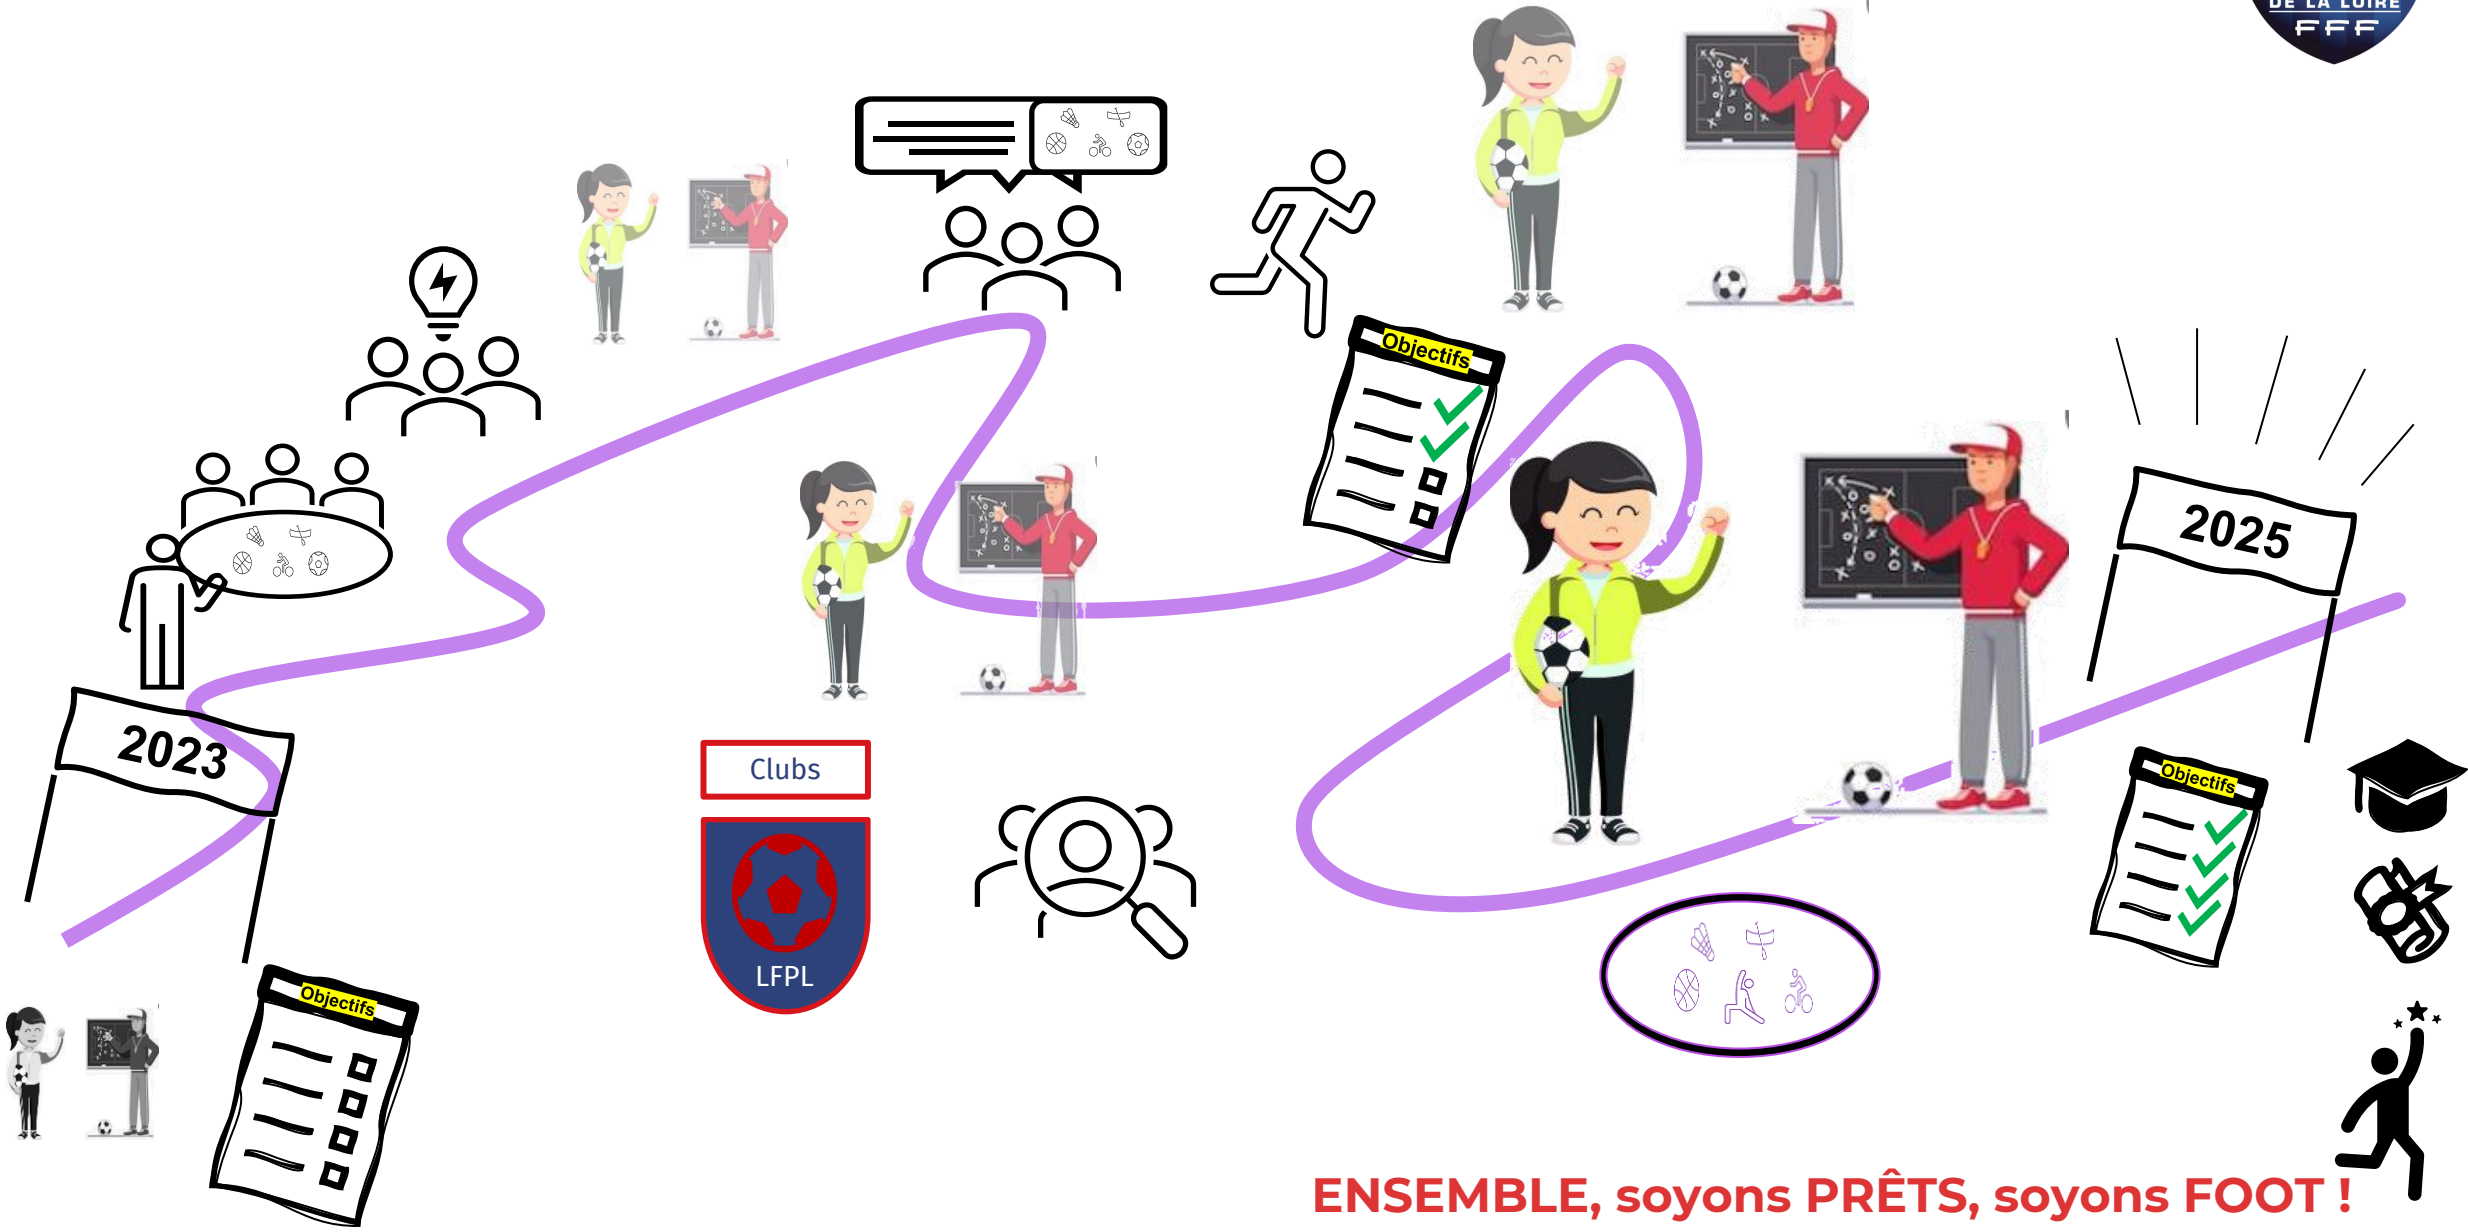 DE LA LOIRE
FFF
Objectifs
2025
2023
Clubs
Objectifs
LFPL
Objectifs
ENSEMBLE, soyons PRÊTS, soyons FOOT !